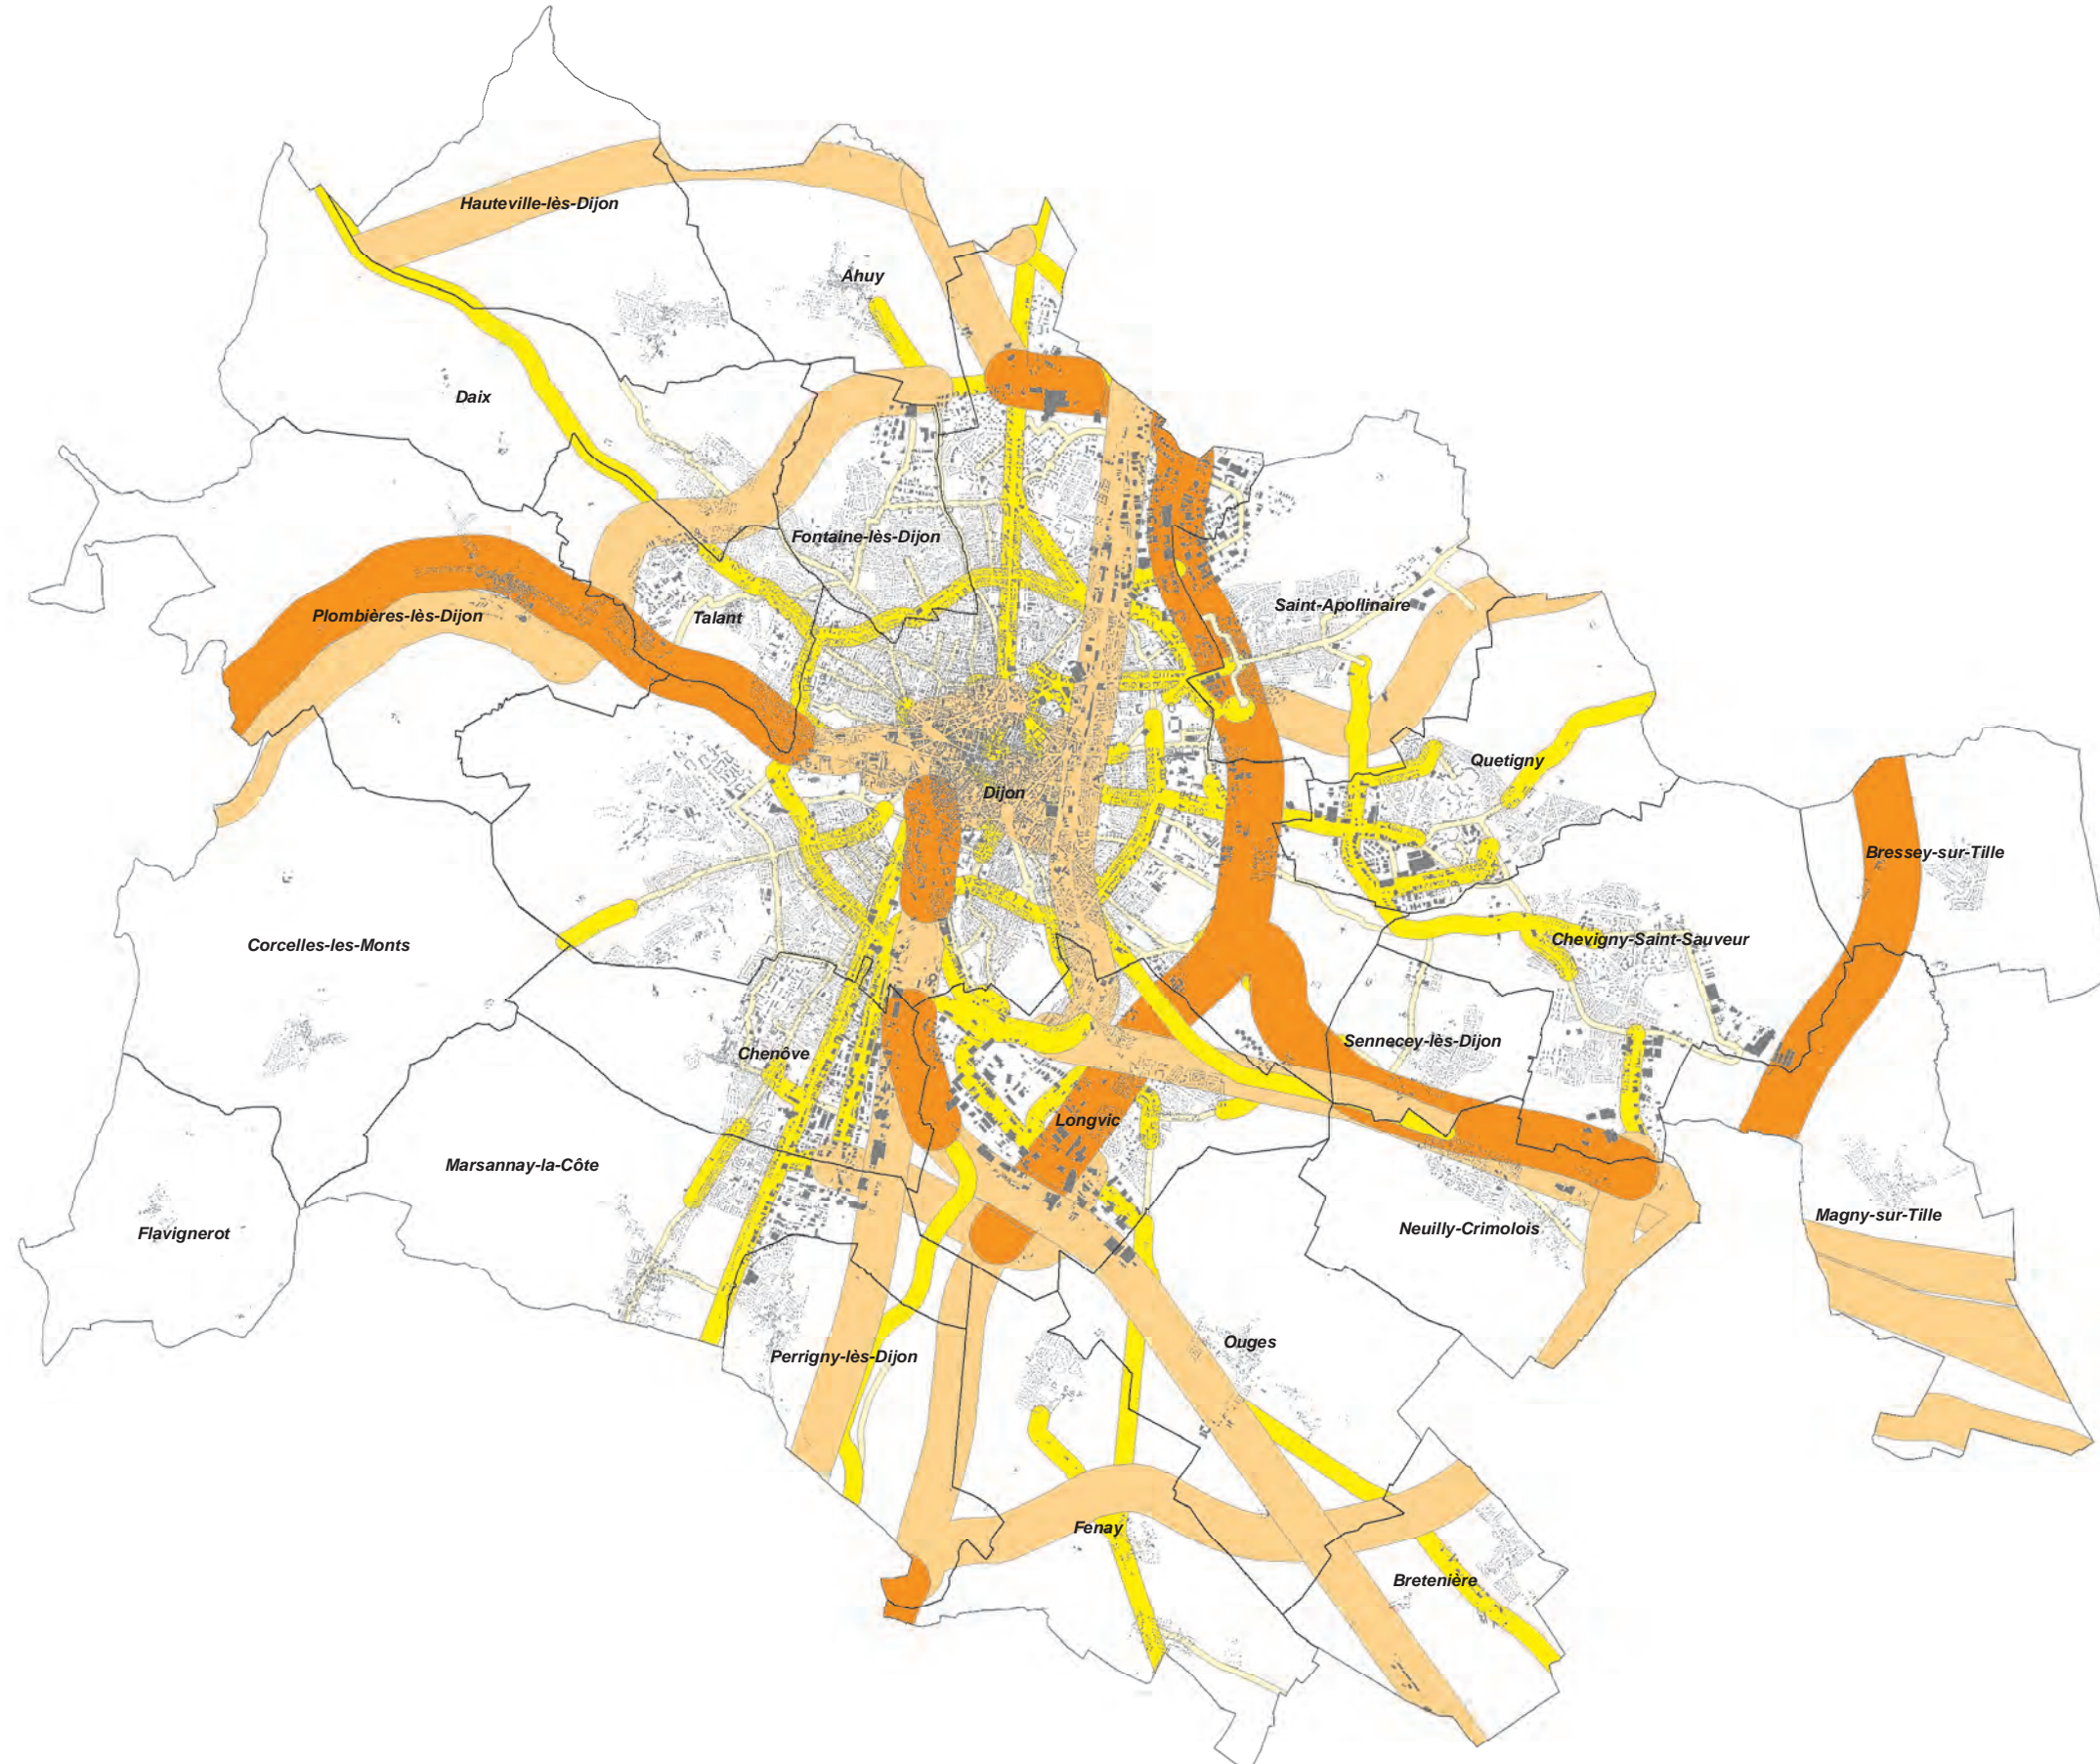 Hauteville-lès-Dijon
Ahuy
Daix
Fontaine-lès-Dijon
Plombières-lès-Dijon
Talant
Saint-Apollinaire
Quetigny
Dijon
Bressey-sur-Tille
Corcelles-les-Monts
Chevigny-Saint-Sauveur
Chenôve
Sennecey-lès-Dijon
Longvic
Marsannay-la-Côte
Flavignerot
Neuilly-Crimolois
Magny-sur-Tille
Perrigny-lès-Dijon
Ouges
Fenay
Bretenière